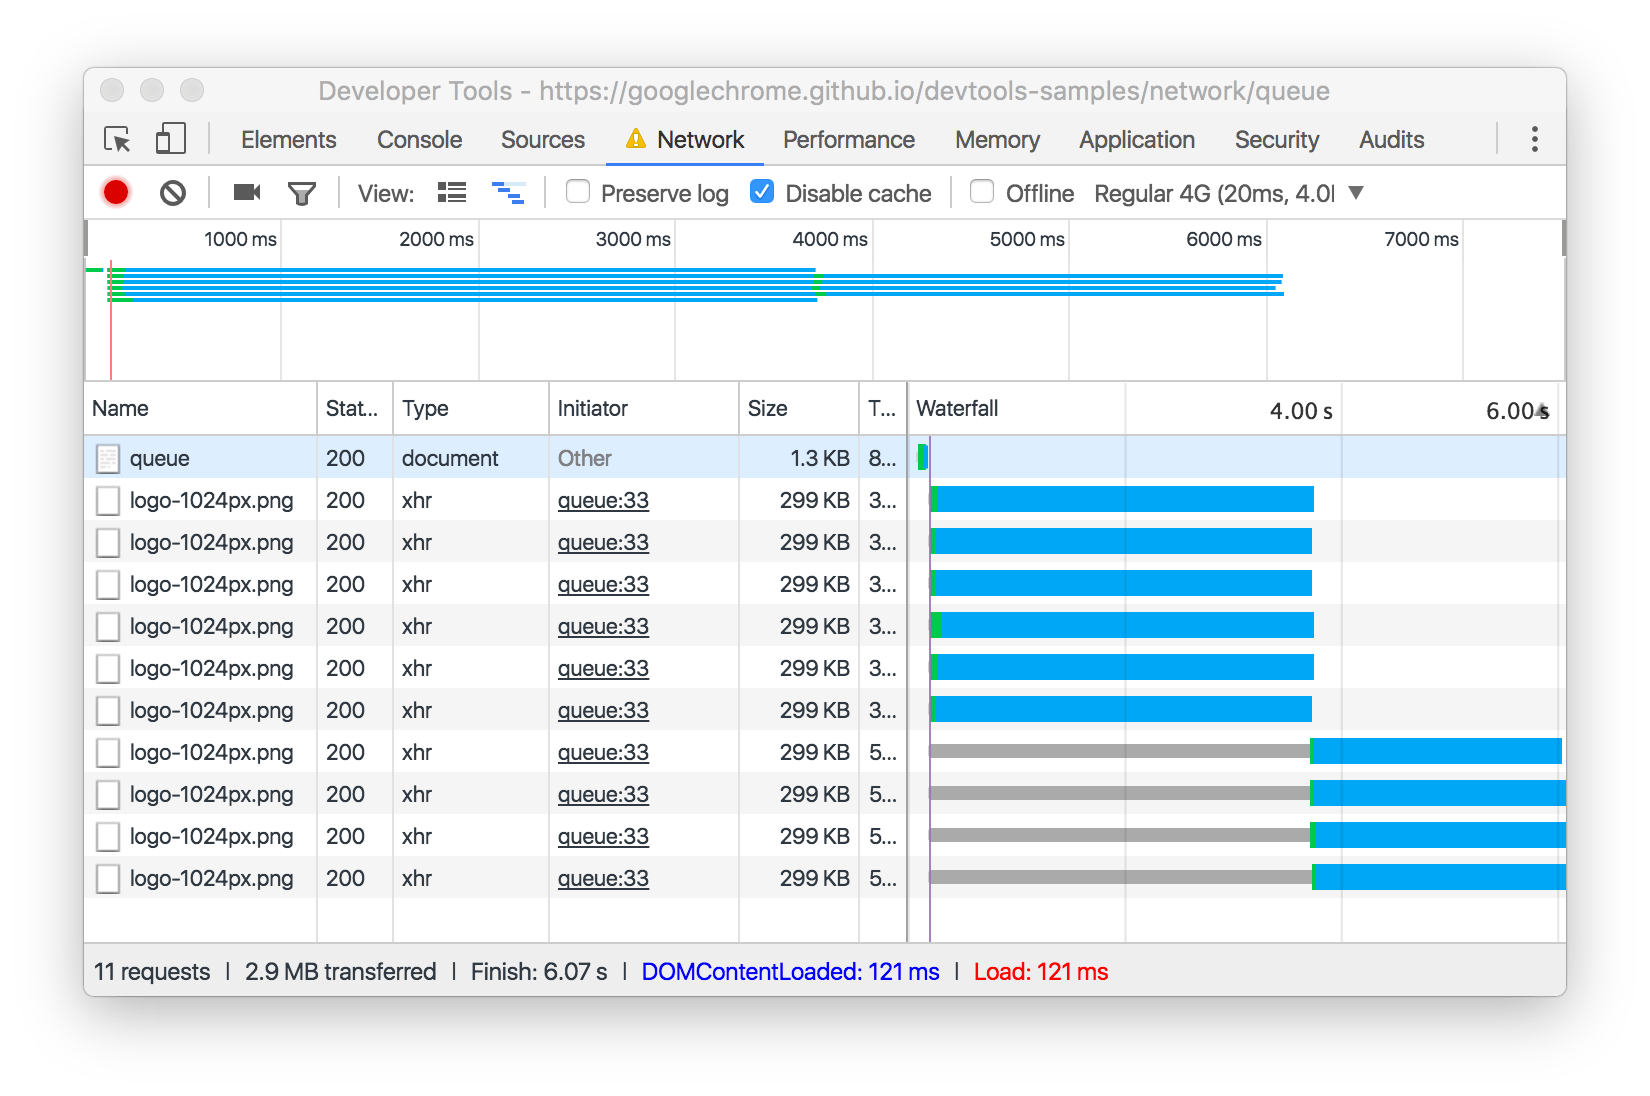 Developer Tools - https://googlechrome.github.io/devtools-samples/network/queue
Elements Console Sources Network Performance Memory Application Security Audits
View: Preserve log Disable cache Offline Regular 4G (20ms, 4.0
1000 ms 2000 ms 3000 ms 4000 ms 5000 ms 6000 ms 7000 ms
Name Stat... Type Initiator Size T... Waterfall 4.00 s 6.00 s
queue 200 document Other 1.3 KB 8...
logo-1024px.png 200 xhr queue:33 299 KB 3...
logo-1024px.png 200 xhr queue:33 299 KB 3...
logo-1024px.png 200 xhr queue:33 299 KB 3...
logo-1024px.png 200 xhr queue:33 299 KB 3...
logo-1024px.png 200 xhr queue:33 299 KB 3...
logo-1024px.png 200 xhr queue:33 299 KB 3...
logo-1024px.png 200 xhr queue:33 299 KB 5...
logo-1024px.png 200 xhr queue:33 299 KB 5...
logo-1024px.png 200 xhr queue:33 299 KB 5...
logo-1024px.png 200 xhr queue:33 299 KB 5...
11 requests | 2.9 MB transferred | Finish: 6.07 s | DOMContentLoaded: 121 ms | Load: 121 ms